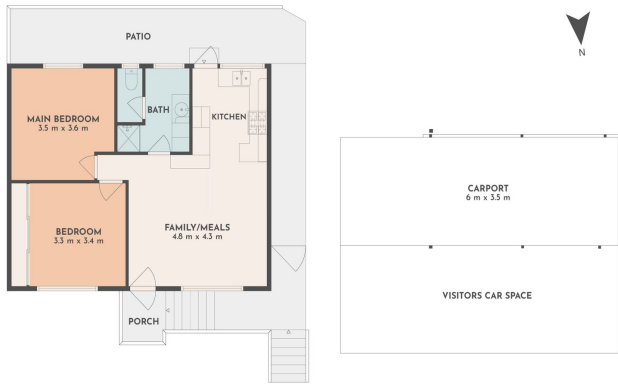 PATIO
N
BATH
KITCHEN
MAIN BEDROOM
3.5 m x 3.6 m
CARPORT
6 m x 3.5 m
BEDROOM
3.3 m x 3.4 m
FAMILY/MEALS
4.8 m x 4.3 m
VISITORS CAR SPACE
PORCH